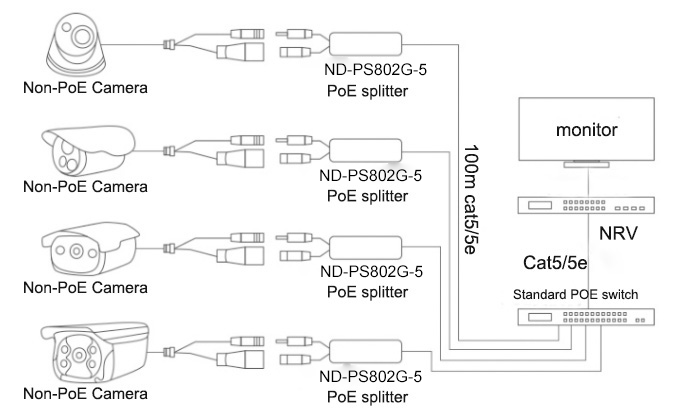 Non-PoE Camera
ND-PS802G-5
PoE splitter
Non-PoE Camera
ND-PS802G-5
PoE splitter
Non-PoE Camera
ND-PS802G-5
PoE splitter
Non-PoE Camera
ND-PS802G-5
PoE splitter
100m cat5/5e
monitor
NRV
Cat5/5e
Standard POE switch